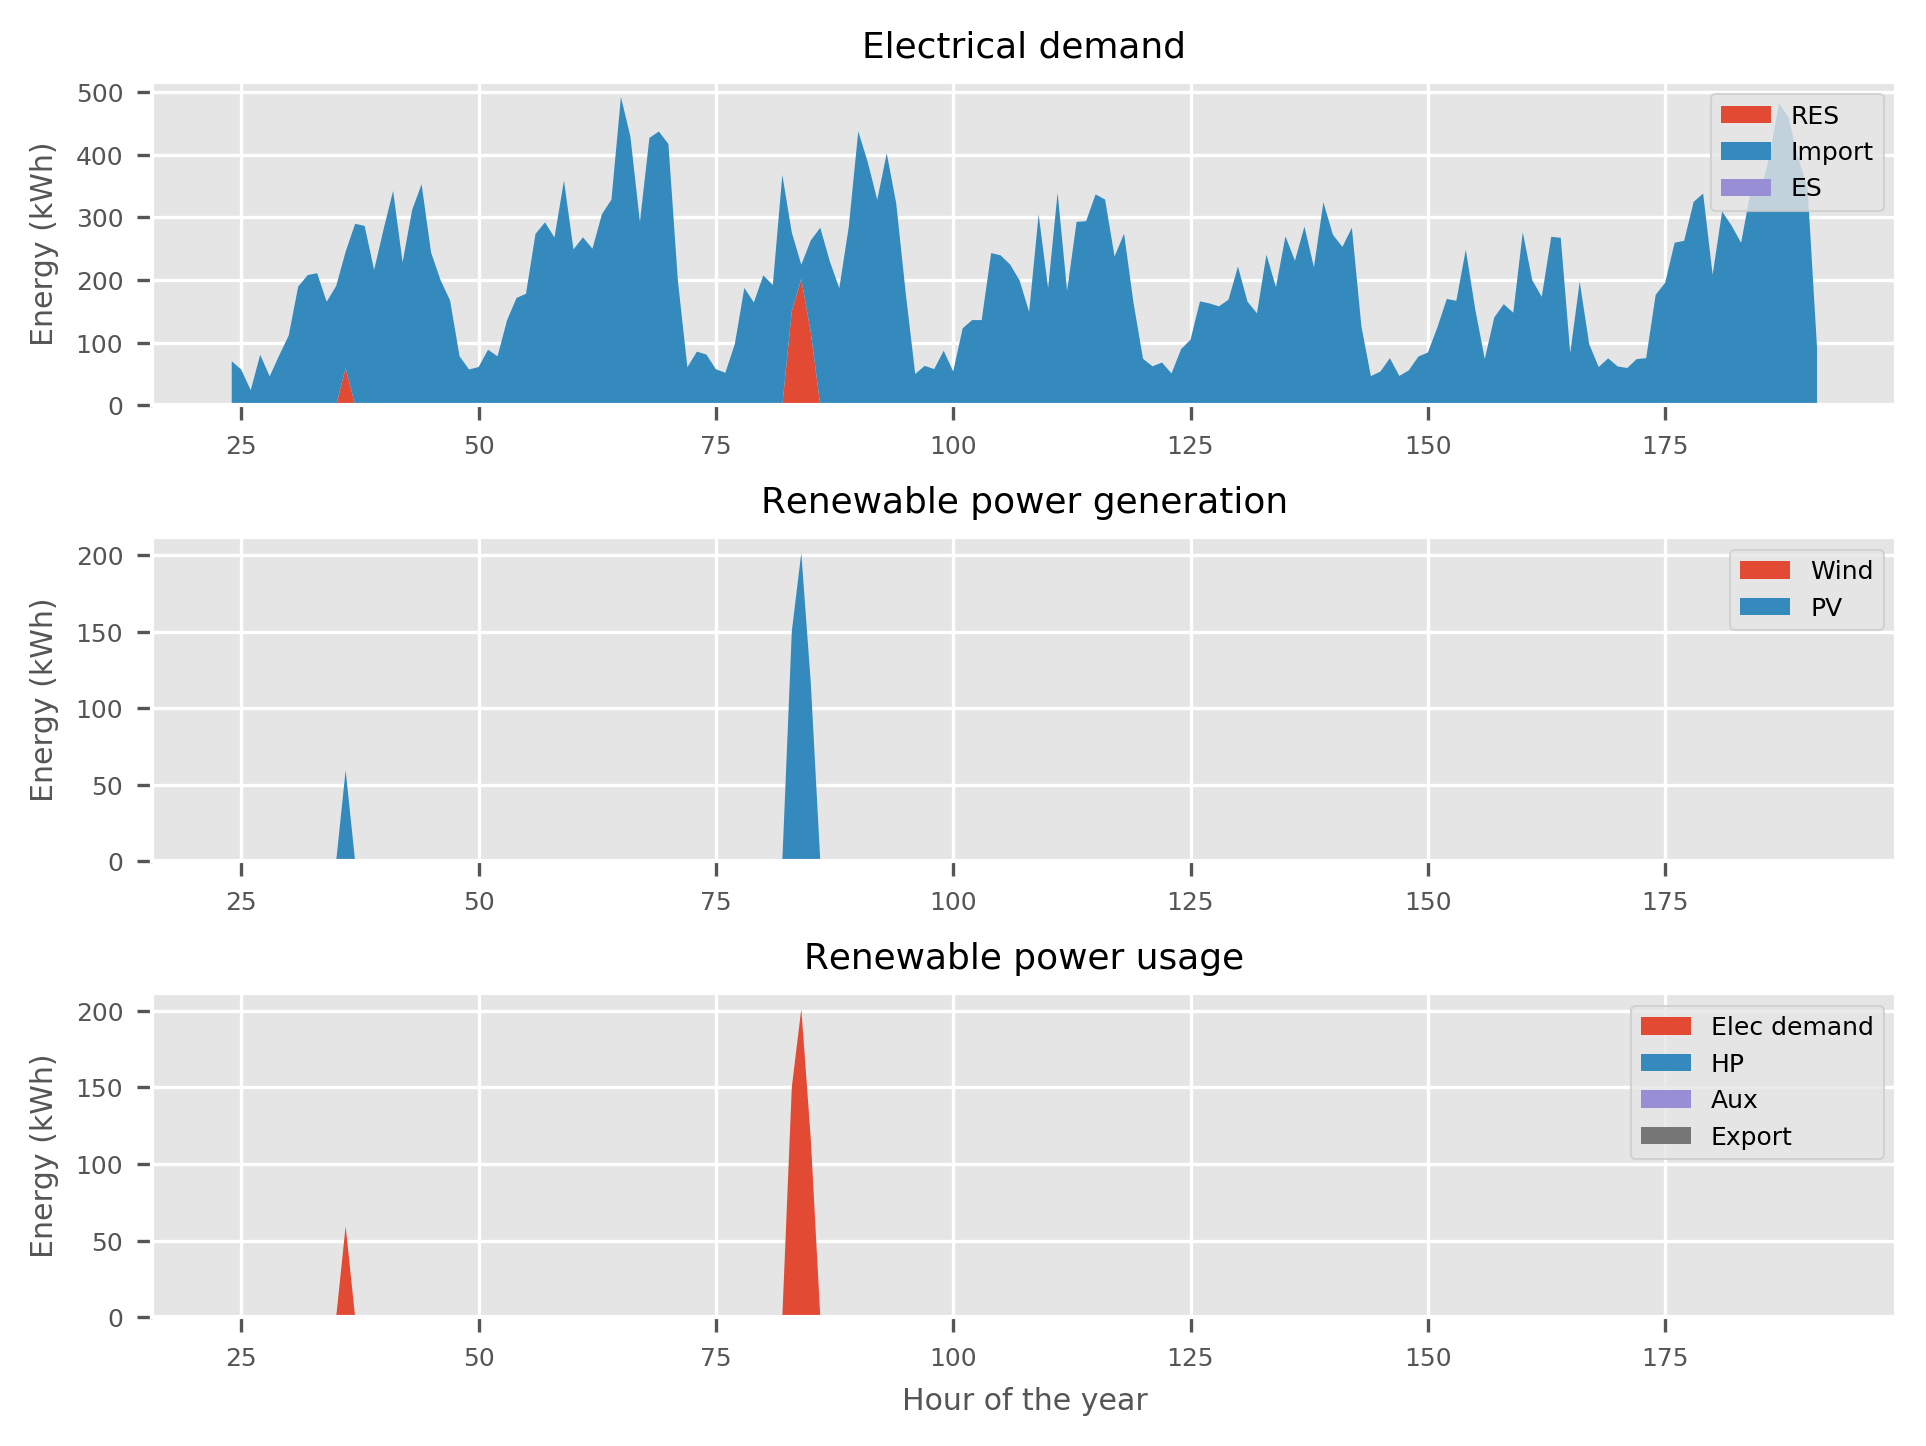 Electrical demand
Energy (kWh)
500
400
300
200
100
0
RES
Import
ES
25 50 75 100 125 150 175
Renewable power generation
Energy (kWh)
200
150
100
50
0
Wind
PV
25 50 75 100 125 150 175
Renewable power usage
Energy (kWh)
200
150
100
50
0
Elec demand
HP
Aux
Export
25 50 75 100 125 150 175
Hour of the year